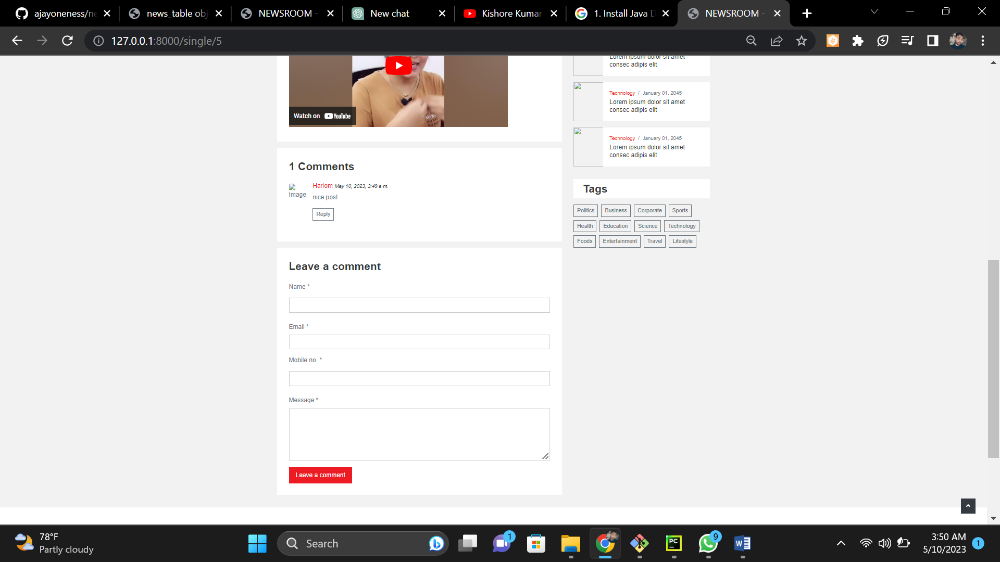 ajayoneness/ne
news_table obj
NEWSROOM -
New chat
Kishore Kumar
1. Install Java D
NEWSROOM -
127.0.0.1:8000/single/5
Watch on YouTube
1 Comments
Image
Hariom May 10, 2023, 3:49 a.m.
nice post
Reply
Leave a comment
Name *
Email *
Mobile no. *
Message *
Leave a comment
Lorem ipsum dolor sit amet
consec adipis elit
Technology / January 01, 2045
Lorem ipsum dolor sit amet
consec adipis elit
Technology / January 01, 2045
Lorem ipsum dolor sit amet
consec adipis elit
Tags
Politics Business Corporate Sports
Health Education Science Technology
Foods Entertainment Travel Lifestyle
78°F
Partly cloudy
Search
1
PC
9
W
3:50 AM
5/10/2023
1